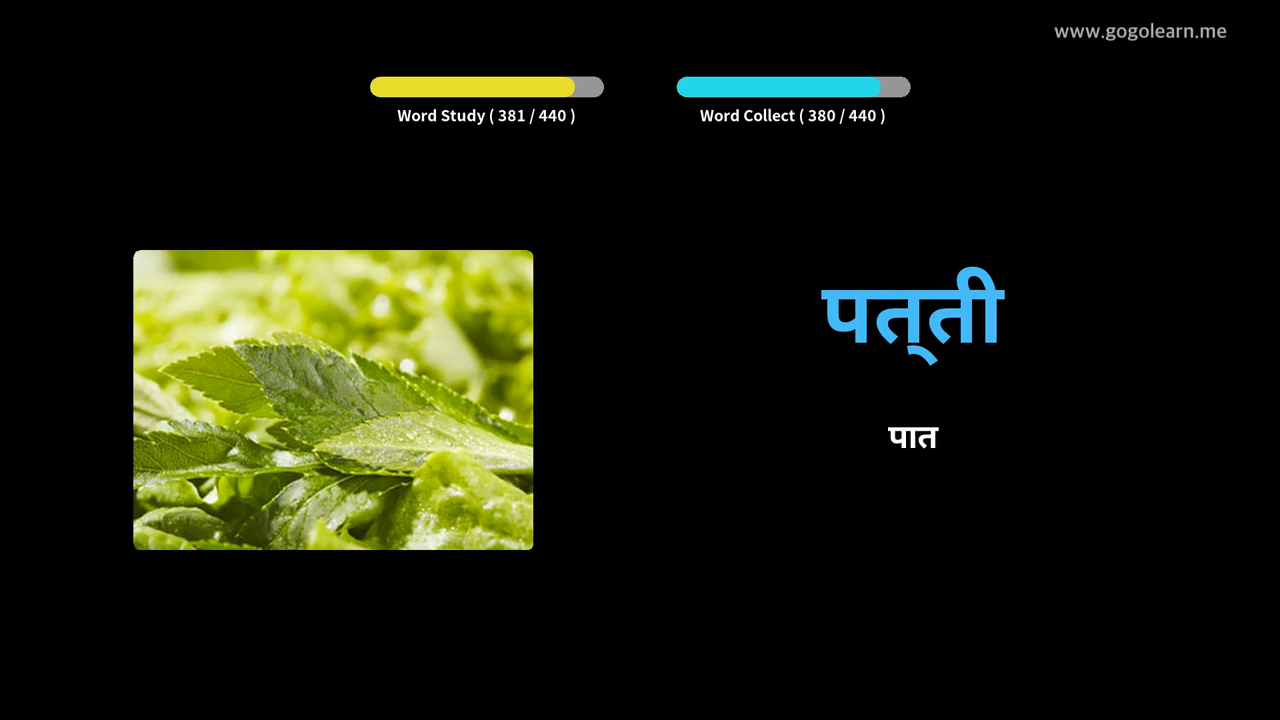 www.gogolearn.me
Word Study ( 381 / 440 )
Word Collect ( 380 / 440 )
पत्‌ती
पात